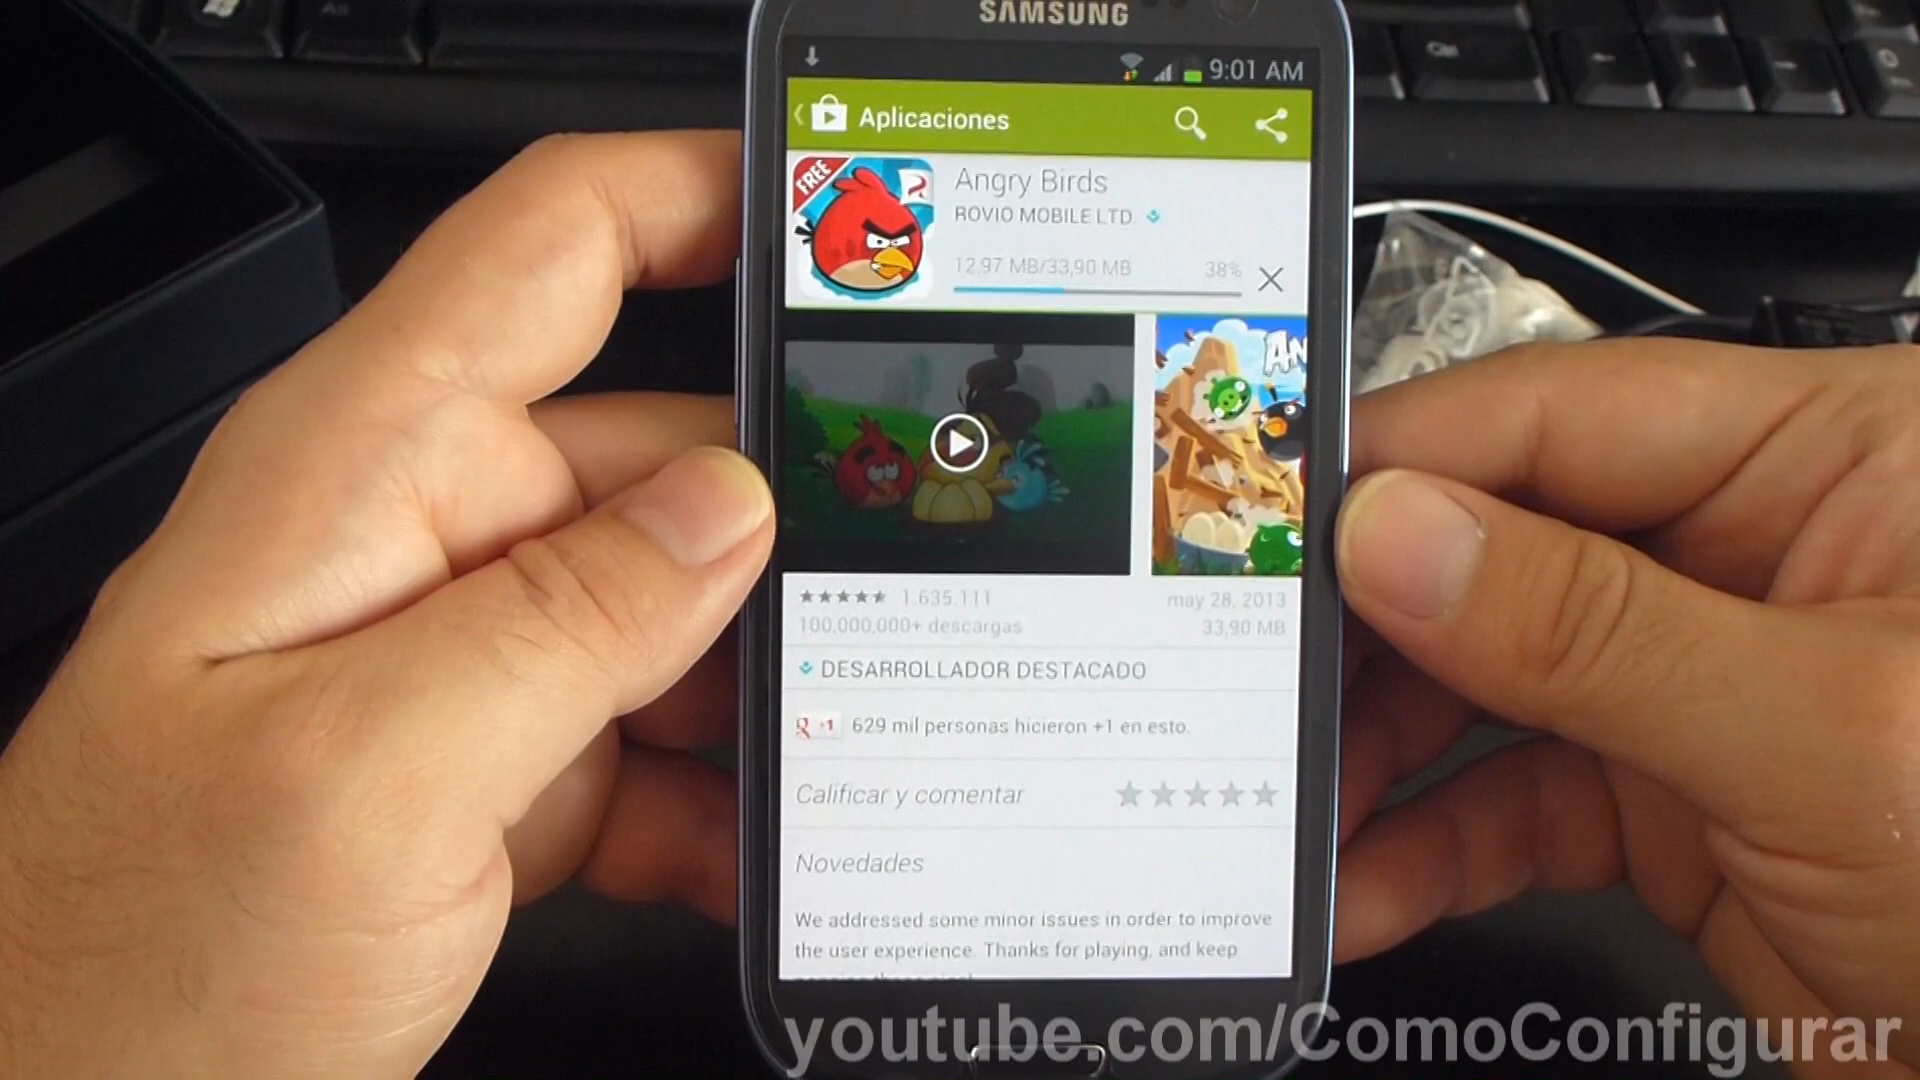 SAMSUNG
9:01 AM
Aplicaciones
FREE
Angry Birds
ROVIO MOBILE LTD.
12,97 MB/33,90 MB 38%
AN
1.635.111 may 28, 2013
100,000,000+ descargas 33,90 MB
DESARROLLADOR DESTACADO
g +1 629 mil personas hicieron +1 en esto.
Calificar y comentar
Novedades
We addressed some minor issues in order to improve
the user experience. Thanks for playing, and keep
youtube.com/ComoConfigurar